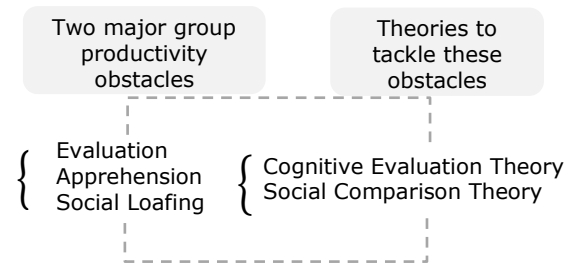 Two major group
productivity
obstacles
Theories to
tackle these
obstacles
Evaluation
Apprehension
Social Loafing
Cognitive Evaluation Theory
Social Comparison Theory